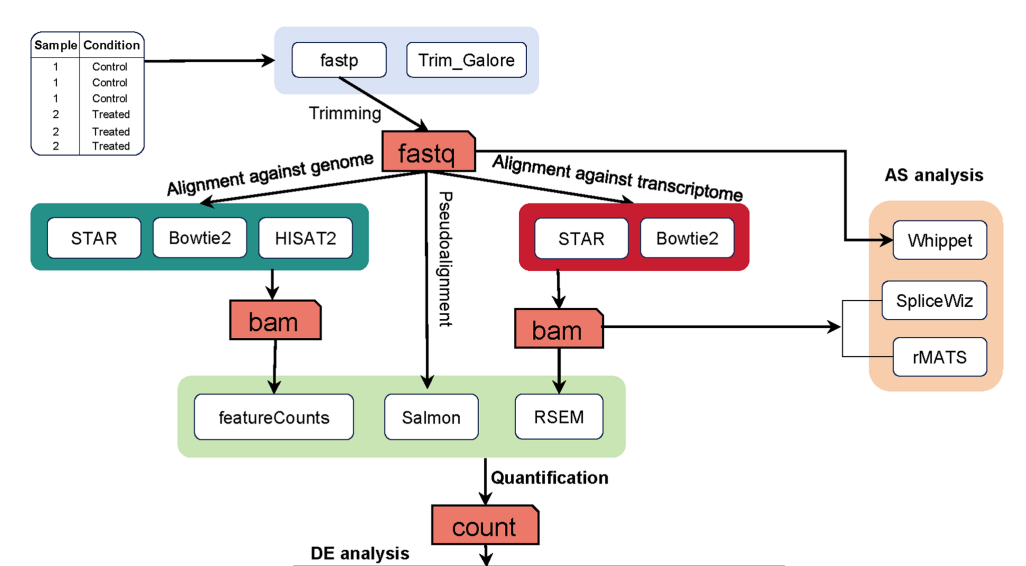 Sample Condition
1 Control
1 Control
1 Control
2 Treated
2 Treated
2 Treated
fastp Trim_Galore
Trimming
fastq
Alignment against genome
Pseudoalignment
Alignment against transcriptome
AS analysis
STAR Bowtie2 HISAT2
STAR Bowtie2
Whippet
SpliceWiz
rMATS
bam
bam
featureCounts Salmon RSEM
Quantification
count
DE analysis